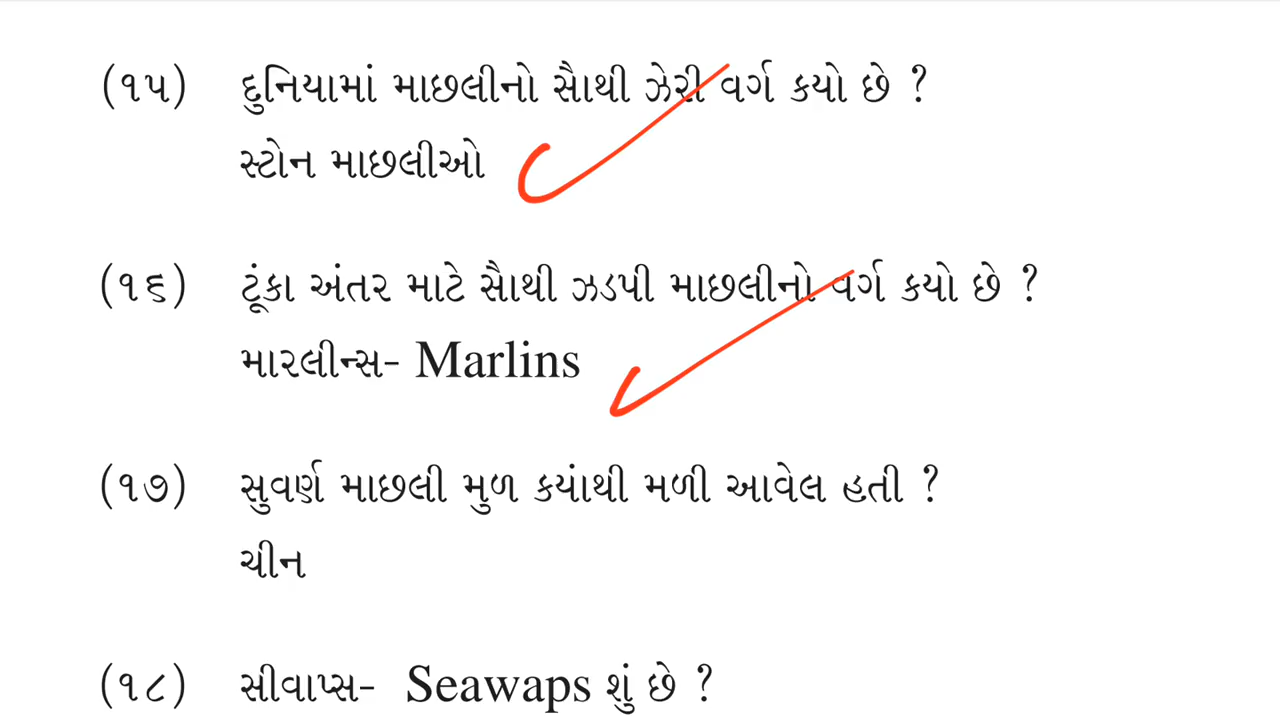 (૧૫) દુનિયામાં માછલીનો સૈાથી ઝેરી વર્ગ કયો છે ?
સ્ટોન માછલીઓ
(૧૬) ટૂંકા અંતર માટે સૈાથી ઝડપી માછલીનો વર્ગ કયો છે ?
મારલીન્સ- Marlins
(૧૭) સુવર્ણ માછલી મુળ કયાંથી મળી આવેલ હતી ?
ચીન
(૧૮) સીવાપ્સ- Seawaps શું છે ?